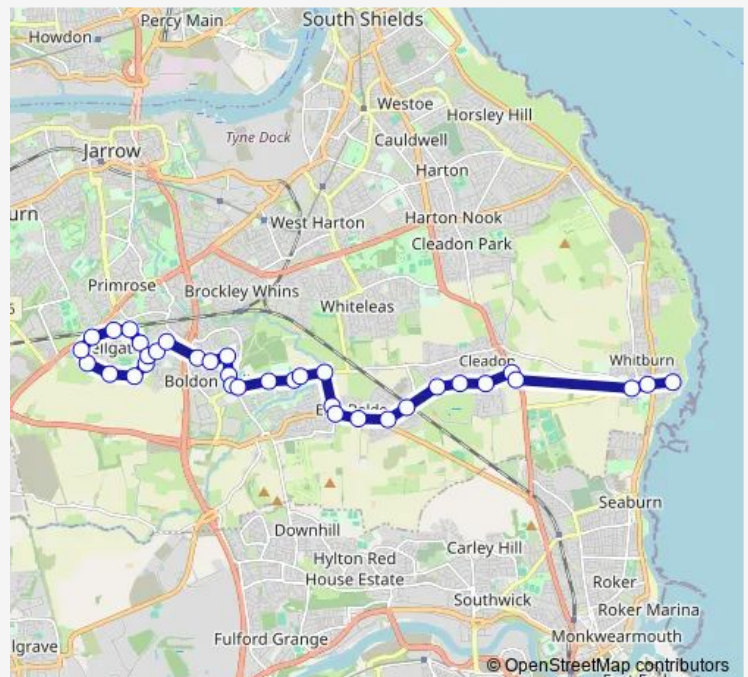 South Shields
Percy Main
Howdon
Westoe
Horsley Hill
Tyne Dock
Cauldwell
Jarrow
Harton
urn
West Harton
Harton Nook
Cleadon Park
Primrose
Brockley Whins
Whiteleas
6
ellgat
Cleadon
Whitburn
Boldon
Seaburn
Downhill
Carley Hill
Hylton Red
House Estate
Roker
Southwick
Roker Marina
lgrave
Fulford Grange
Monkwearmouth
© OpenStreetMap contributors